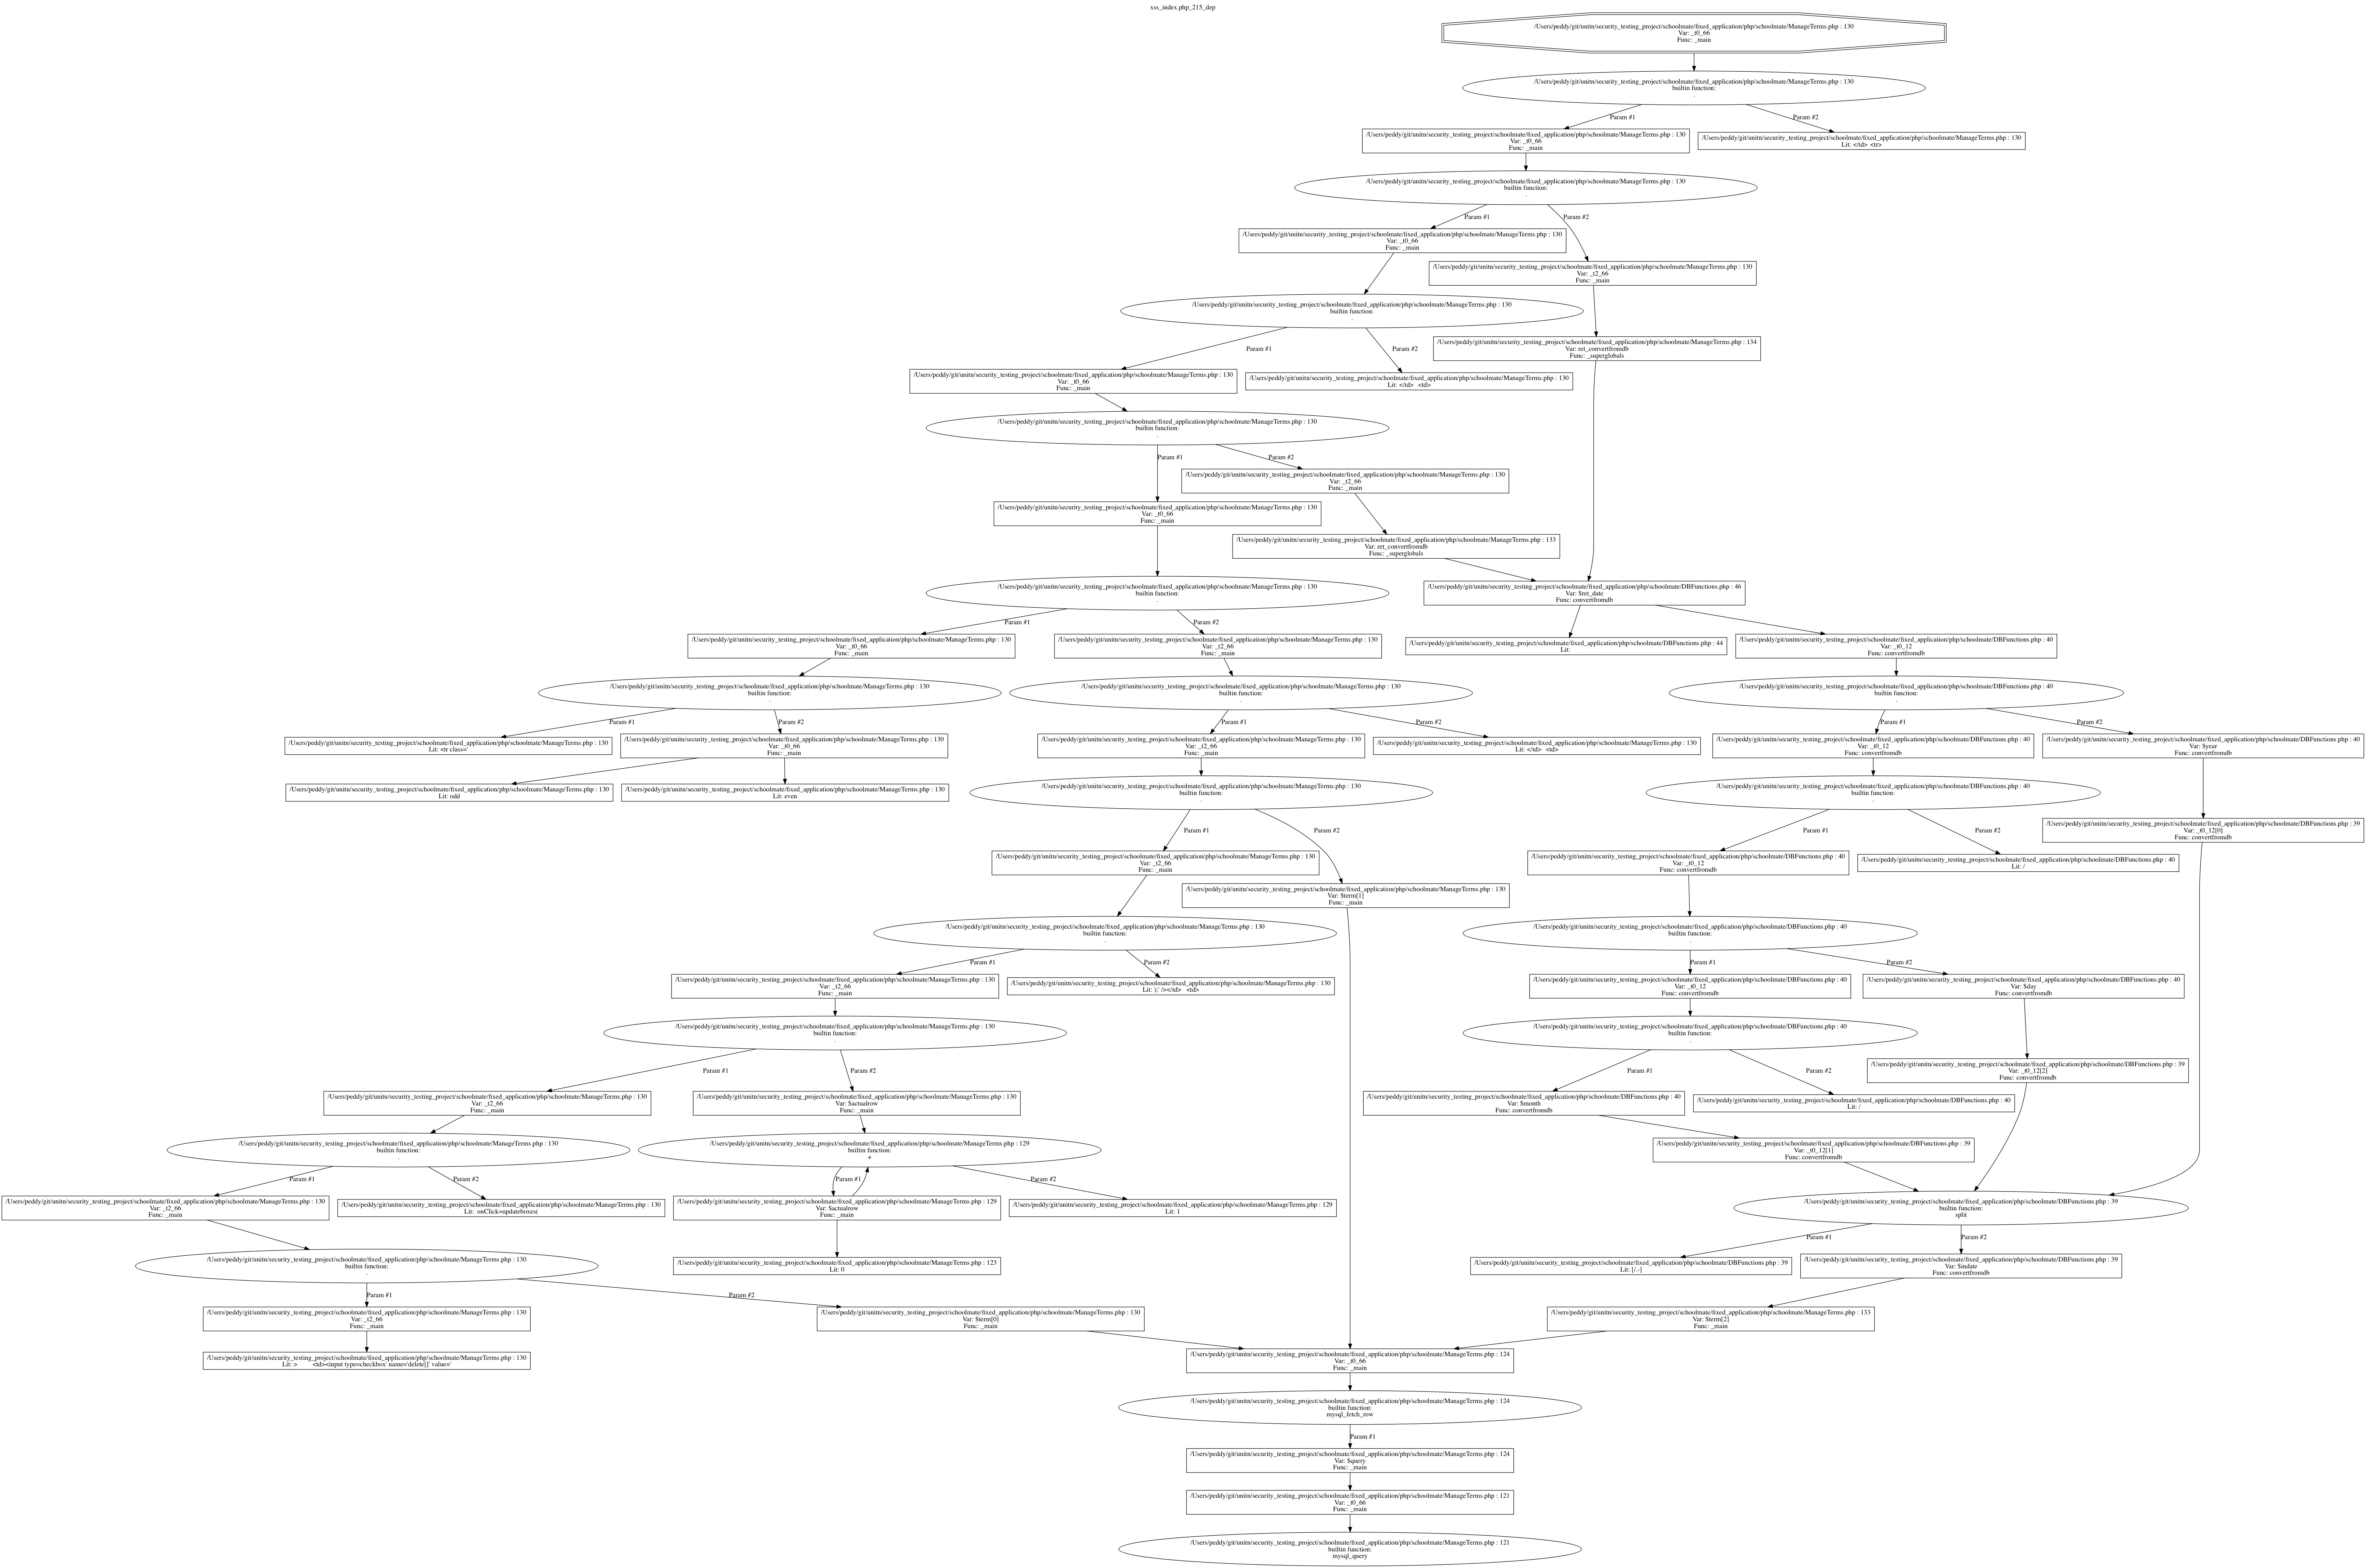 xss_index.php_215_dep
/Users/peddy/git/unitn/security_testing_project/schoolmate/fixed_application/php/schoolmate/ManageTerms.php : 130
Var: _t0_66
Func: _main
/Users/peddy/git/unitn/security_testing_project/schoolmate/fixed_application/php/schoolmate/ManageTerms.php : 130
builtin function:
.
Param #1
Param #2
/Users/peddy/git/unitn/security_testing_project/schoolmate/fixed_application/php/schoolmate/ManageTerms.php : 130
Var: _t0_66
Func: _main
/Users/peddy/git/unitn/security_testing_project/schoolmate/fixed_application/php/schoolmate/ManageTerms.php : 130
Lit: </td> <tr>
/Users/peddy/git/unitn/security_testing_project/schoolmate/fixed_application/php/schoolmate/ManageTerms.php : 130
builtin function:
.
Param #1
Param #2
/Users/peddy/git/unitn/security_testing_project/schoolmate/fixed_application/php/schoolmate/ManageTerms.php : 130
Var: _t0_66
Func: _main
/Users/peddy/git/unitn/security_testing_project/schoolmate/fixed_application/php/schoolmate/ManageTerms.php : 130
Var: _t2_66
Func: _main
/Users/peddy/git/unitn/security_testing_project/schoolmate/fixed_application/php/schoolmate/ManageTerms.php : 130
builtin function:
.
/Users/peddy/git/unitn/security_testing_project/schoolmate/fixed_application/php/schoolmate/ManageTerms.php : 134
Var: ret_convertfromdb
Func: _superglobals
Param #1
Param #2
/Users/peddy/git/unitn/security_testing_project/schoolmate/fixed_application/php/schoolmate/ManageTerms.php : 130
Var: _t0_66
Func: _main
/Users/peddy/git/unitn/security_testing_project/schoolmate/fixed_application/php/schoolmate/ManageTerms.php : 130
Lit: </td> <td>
/Users/peddy/git/unitn/security_testing_project/schoolmate/fixed_application/php/schoolmate/ManageTerms.php : 130
builtin function:
.
Param #1
Param #2
/Users/peddy/git/unitn/security_testing_project/schoolmate/fixed_application/php/schoolmate/ManageTerms.php : 130
Var: _t2_66
Func: _main
/Users/peddy/git/unitn/security_testing_project/schoolmate/fixed_application/php/schoolmate/ManageTerms.php : 130
Var: _t0_66
Func: _main
/Users/peddy/git/unitn/security_testing_project/schoolmate/fixed_application/php/schoolmate/ManageTerms.php : 133
Var: ret_convertfromdb
Func: _superglobals
/Users/peddy/git/unitn/security_testing_project/schoolmate/fixed_application/php/schoolmate/ManageTerms.php : 130
builtin function:
.
/Users/peddy/git/unitn/security_testing_project/schoolmate/fixed_application/php/schoolmate/DBFunctions.php : 46
Var: $ret_date
Func: convertfromdb
Param #1
Param #2
/Users/peddy/git/unitn/security_testing_project/schoolmate/fixed_application/php/schoolmate/ManageTerms.php : 130
Var: _t0_66
Func: _main
/Users/peddy/git/unitn/security_testing_project/schoolmate/fixed_application/php/schoolmate/ManageTerms.php : 130
Var: _t2_66
Func: _main
/Users/peddy/git/unitn/security_testing_project/schoolmate/fixed_application/php/schoolmate/DBFunctions.php : 44
Lit:
/Users/peddy/git/unitn/security_testing_project/schoolmate/fixed_application/php/schoolmate/DBFunctions.php : 40
Var: _t0_12
Func: convertfromdb
/Users/peddy/git/unitn/security_testing_project/schoolmate/fixed_application/php/schoolmate/ManageTerms.php : 130
builtin function:
.
/Users/peddy/git/unitn/security_testing_project/schoolmate/fixed_application/php/schoolmate/ManageTerms.php : 130
builtin function:
.
/Users/peddy/git/unitn/security_testing_project/schoolmate/fixed_application/php/schoolmate/DBFunctions.php : 40
builtin function:
.
Param #1
Param #2
Param #1
Param #2
Param #1
Param #2
/Users/peddy/git/unitn/security_testing_project/schoolmate/fixed_application/php/schoolmate/ManageTerms.php : 130
Lit: <tr class='
/Users/peddy/git/unitn/security_testing_project/schoolmate/fixed_application/php/schoolmate/ManageTerms.php : 130
Var: _t0_66
Func: _main
/Users/peddy/git/unitn/security_testing_project/schoolmate/fixed_application/php/schoolmate/ManageTerms.php : 130
Var: _t2_66
Func: _main
/Users/peddy/git/unitn/security_testing_project/schoolmate/fixed_application/php/schoolmate/ManageTerms.php : 130
Lit: </td> <td>
/Users/peddy/git/unitn/security_testing_project/schoolmate/fixed_application/php/schoolmate/DBFunctions.php : 40
Var: _t0_12
Func: convertfromdb
/Users/peddy/git/unitn/security_testing_project/schoolmate/fixed_application/php/schoolmate/DBFunctions.php : 40
Var: $year
Func: convertfromdb
/Users/peddy/git/unitn/security_testing_project/schoolmate/fixed_application/php/schoolmate/ManageTerms.php : 130
Lit: odd
/Users/peddy/git/unitn/security_testing_project/schoolmate/fixed_application/php/schoolmate/ManageTerms.php : 130
Lit: even
/Users/peddy/git/unitn/security_testing_project/schoolmate/fixed_application/php/schoolmate/ManageTerms.php : 130
builtin function:
.
/Users/peddy/git/unitn/security_testing_project/schoolmate/fixed_application/php/schoolmate/DBFunctions.php : 40
builtin function:
.
/Users/peddy/git/unitn/security_testing_project/schoolmate/fixed_application/php/schoolmate/DBFunctions.php : 39
Var: _t0_12[0]
Func: convertfromdb
Param #1
Param #2
Param #1
Param #2
/Users/peddy/git/unitn/security_testing_project/schoolmate/fixed_application/php/schoolmate/ManageTerms.php : 130
Var: _t2_66
Func: _main
/Users/peddy/git/unitn/security_testing_project/schoolmate/fixed_application/php/schoolmate/DBFunctions.php : 40
Var: _t0_12
Func: convertfromdb
/Users/peddy/git/unitn/security_testing_project/schoolmate/fixed_application/php/schoolmate/DBFunctions.php : 40
Lit: /
/Users/peddy/git/unitn/security_testing_project/schoolmate/fixed_application/php/schoolmate/ManageTerms.php : 130
Var: $term[1]
Func: _main
/Users/peddy/git/unitn/security_testing_project/schoolmate/fixed_application/php/schoolmate/ManageTerms.php : 130
builtin function:
.
/Users/peddy/git/unitn/security_testing_project/schoolmate/fixed_application/php/schoolmate/DBFunctions.php : 40
builtin function:
.
Param #1
Param #2
Param #1
Param #2
/Users/peddy/git/unitn/security_testing_project/schoolmate/fixed_application/php/schoolmate/ManageTerms.php : 130
Var: _t2_66
Func: _main
/Users/peddy/git/unitn/security_testing_project/schoolmate/fixed_application/php/schoolmate/ManageTerms.php : 130
Lit: );' /></td> <td>
/Users/peddy/git/unitn/security_testing_project/schoolmate/fixed_application/php/schoolmate/DBFunctions.php : 40
Var: _t0_12
Func: convertfromdb
/Users/peddy/git/unitn/security_testing_project/schoolmate/fixed_application/php/schoolmate/DBFunctions.php : 40
Var: $day
Func: convertfromdb
/Users/peddy/git/unitn/security_testing_project/schoolmate/fixed_application/php/schoolmate/ManageTerms.php : 130
builtin function:
.
/Users/peddy/git/unitn/security_testing_project/schoolmate/fixed_application/php/schoolmate/DBFunctions.php : 40
builtin function:
.
Param #1
Param #2
Param #1
Param #2
/Users/peddy/git/unitn/security_testing_project/schoolmate/fixed_application/php/schoolmate/DBFunctions.php : 39
Var: _t0_12[2]
Func: convertfromdb
/Users/peddy/git/unitn/security_testing_project/schoolmate/fixed_application/php/schoolmate/ManageTerms.php : 130
Var: _t2_66
Func: _main
/Users/peddy/git/unitn/security_testing_project/schoolmate/fixed_application/php/schoolmate/ManageTerms.php : 130
Var: $actualrow
Func: _main
/Users/peddy/git/unitn/security_testing_project/schoolmate/fixed_application/php/schoolmate/DBFunctions.php : 40
Var: $month
Func: convertfromdb
/Users/peddy/git/unitn/security_testing_project/schoolmate/fixed_application/php/schoolmate/DBFunctions.php : 40
Lit: /
/Users/peddy/git/unitn/security_testing_project/schoolmate/fixed_application/php/schoolmate/ManageTerms.php : 130
builtin function:
.
/Users/peddy/git/unitn/security_testing_project/schoolmate/fixed_application/php/schoolmate/ManageTerms.php : 129
builtin function:
+
/Users/peddy/git/unitn/security_testing_project/schoolmate/fixed_application/php/schoolmate/DBFunctions.php : 39
Var: _t0_12[1]
Func: convertfromdb
Param #1
Param #2
Param #1
Param #2
/Users/peddy/git/unitn/security_testing_project/schoolmate/fixed_application/php/schoolmate/ManageTerms.php : 130
Var: _t2_66
Func: _main
/Users/peddy/git/unitn/security_testing_project/schoolmate/fixed_application/php/schoolmate/ManageTerms.php : 130
Lit: onClick=updateboxes(
/Users/peddy/git/unitn/security_testing_project/schoolmate/fixed_application/php/schoolmate/ManageTerms.php : 129
Var: $actualrow
Func: _main
/Users/peddy/git/unitn/security_testing_project/schoolmate/fixed_application/php/schoolmate/ManageTerms.php : 129
Lit: 1
/Users/peddy/git/unitn/security_testing_project/schoolmate/fixed_application/php/schoolmate/DBFunctions.php : 39
builtin function:
split
Param #1
Param #2
/Users/peddy/git/unitn/security_testing_project/schoolmate/fixed_application/php/schoolmate/ManageTerms.php : 130
builtin function:
.
/Users/peddy/git/unitn/security_testing_project/schoolmate/fixed_application/php/schoolmate/ManageTerms.php : 123
Lit: 0
/Users/peddy/git/unitn/security_testing_project/schoolmate/fixed_application/php/schoolmate/DBFunctions.php : 39
Lit: [/.-]
/Users/peddy/git/unitn/security_testing_project/schoolmate/fixed_application/php/schoolmate/DBFunctions.php : 39
Var: $indate
Func: convertfromdb
Param #1
Param #2
/Users/peddy/git/unitn/security_testing_project/schoolmate/fixed_application/php/schoolmate/ManageTerms.php : 130
Var: _t2_66
Func: _main
/Users/peddy/git/unitn/security_testing_project/schoolmate/fixed_application/php/schoolmate/ManageTerms.php : 130
Var: $term[0]
Func: _main
/Users/peddy/git/unitn/security_testing_project/schoolmate/fixed_application/php/schoolmate/ManageTerms.php : 133
Var: $term[2]
Func: _main
/Users/peddy/git/unitn/security_testing_project/schoolmate/fixed_application/php/schoolmate/ManageTerms.php : 130
Lit: > <td><input type=checkbox' name='delete[]' value='
/Users/peddy/git/unitn/security_testing_project/schoolmate/fixed_application/php/schoolmate/ManageTerms.php : 124
Var: _t0_66
Func: _main
/Users/peddy/git/unitn/security_testing_project/schoolmate/fixed_application/php/schoolmate/ManageTerms.php : 124
builtin function:
mysql_fetch_row
Param #1
/Users/peddy/git/unitn/security_testing_project/schoolmate/fixed_application/php/schoolmate/ManageTerms.php : 124
Var: $query
Func: _main
/Users/peddy/git/unitn/security_testing_project/schoolmate/fixed_application/php/schoolmate/ManageTerms.php : 121
Var: _t0_66
Func: _main
/Users/peddy/git/unitn/security_testing_project/schoolmate/fixed_application/php/schoolmate/ManageTerms.php : 121
builtin function:
mysql_query